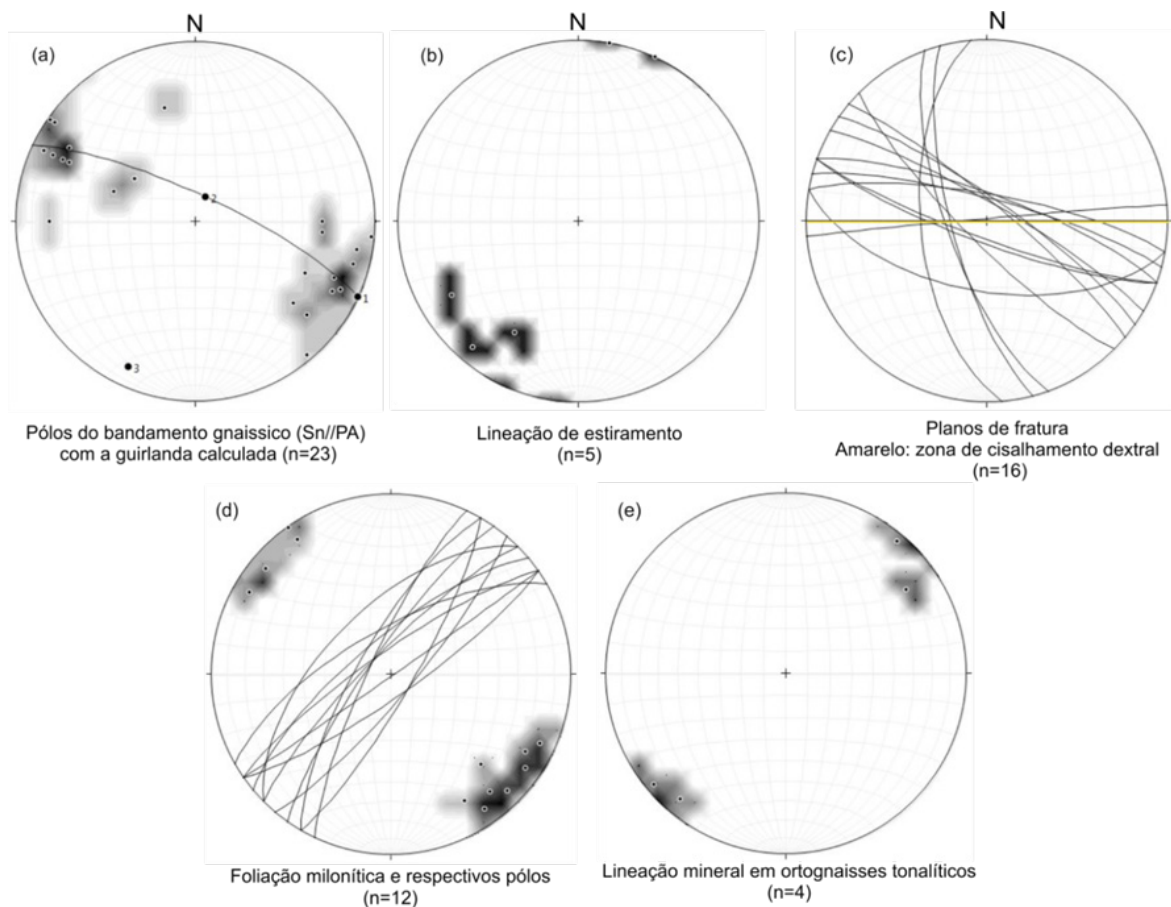 N
N
(a)
(b)
(c)
2
1
3
Pólos do bandamento gnaissico (Sn//PA)
com a guirlanda calculada (n=23)
Lineação de estiramento
(n=5)
Planos de fratura
Amarelo: zona de cisalhamento dextral
(n=16)
(d)
(e)
Foliação milonítica e respectivos pólos
(n=12)
Lineação mineral em ortognaisses tonalíticos
(n=4)